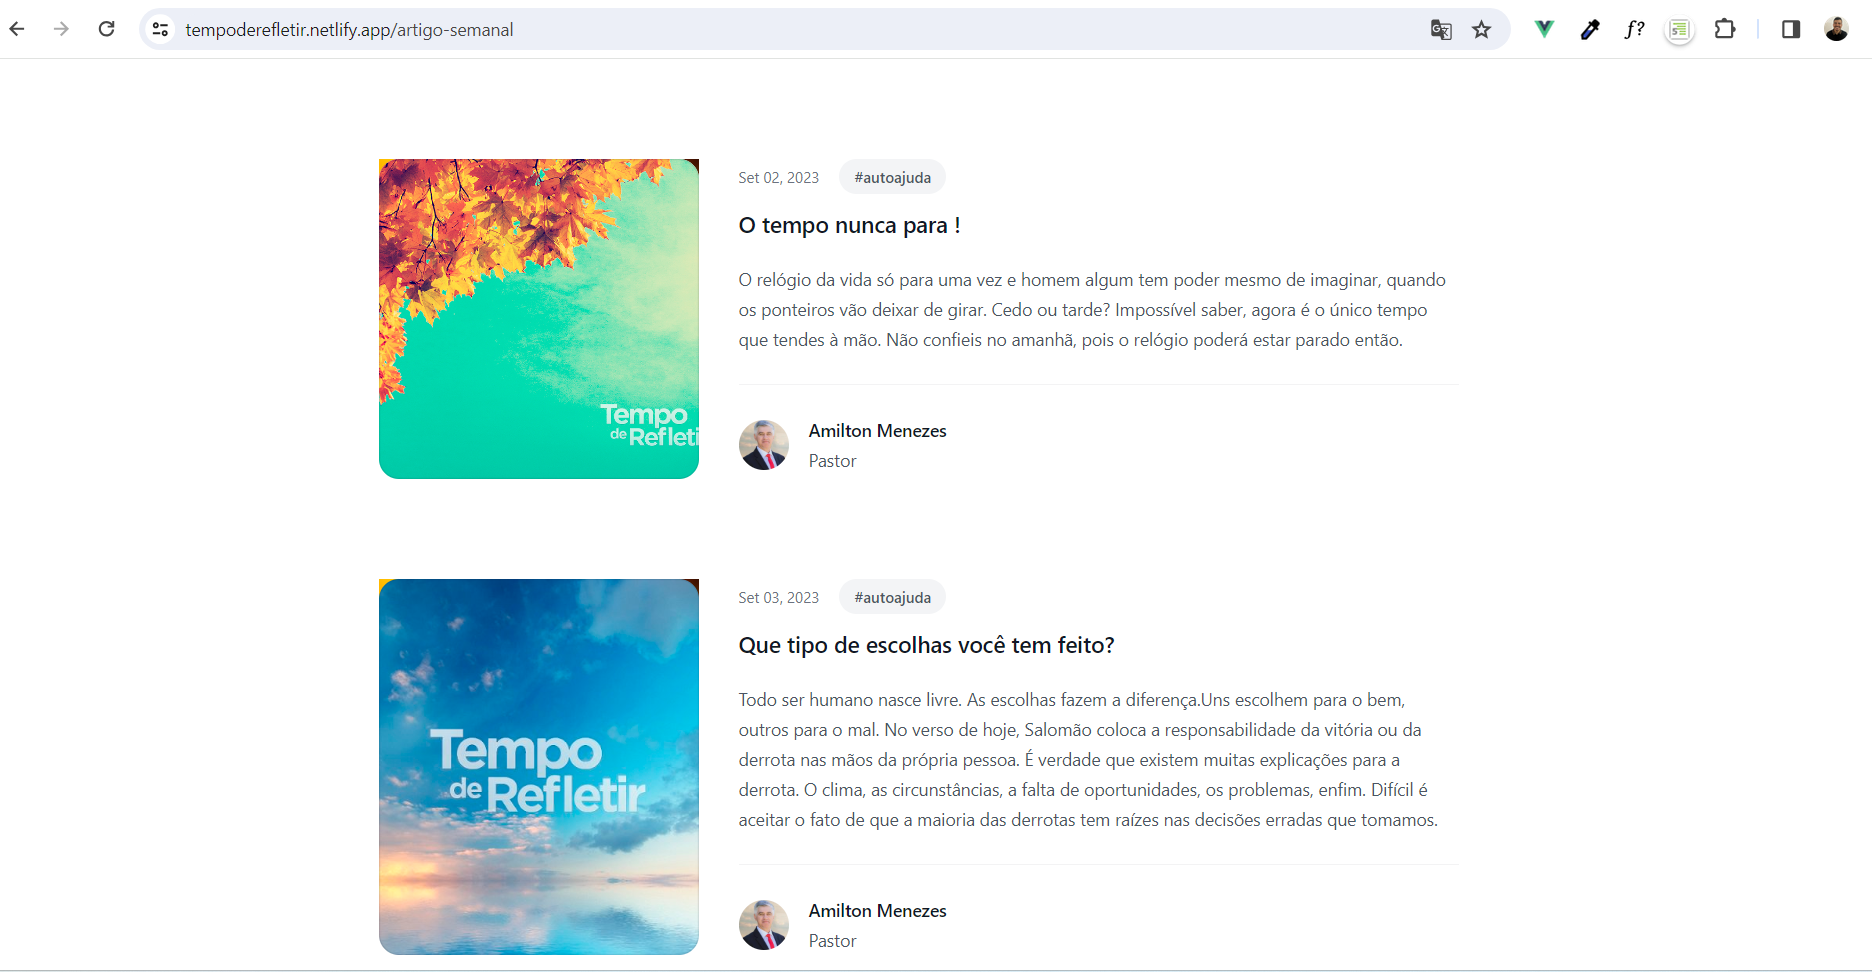 tempoderefletir.netlify.app/artigo-semanal
f?
Set 02, 2023 #autoajuda
O tempo nunca para !
O relógio da vida só para uma vez e homem algum tem poder mesmo de imaginar, quando
os ponteiros vão deixar de girar. Cedo ou tarde? Impossível saber, agora é o único tempo
que tendes à mão. Não confieis no amanhã, pois o relógio poderá estar parado então.
Tempo
de Refleti
Amilton Menezes
Pastor
Set 03, 2023 #autoajuda
Que tipo de escolhas você tem feito?
Todo ser humano nasce livre. As escolhas fazem a diferença.Uns escolhem para o bem,
outros para o mal. No verso de hoje, Salomão coloca a responsabilidade da vitória ou da
derrota nas mãos da própria pessoa. É verdade que existem muitas explicações para a
derrota. O clima, as circunstâncias, a falta de oportunidades, os problemas, enfim. Difícil é
aceitar o fato de que a maioria das derrotas tem raízes nas decisões erradas que tomamos.
Tempo
de Refletir
Amilton Menezes
Pastor